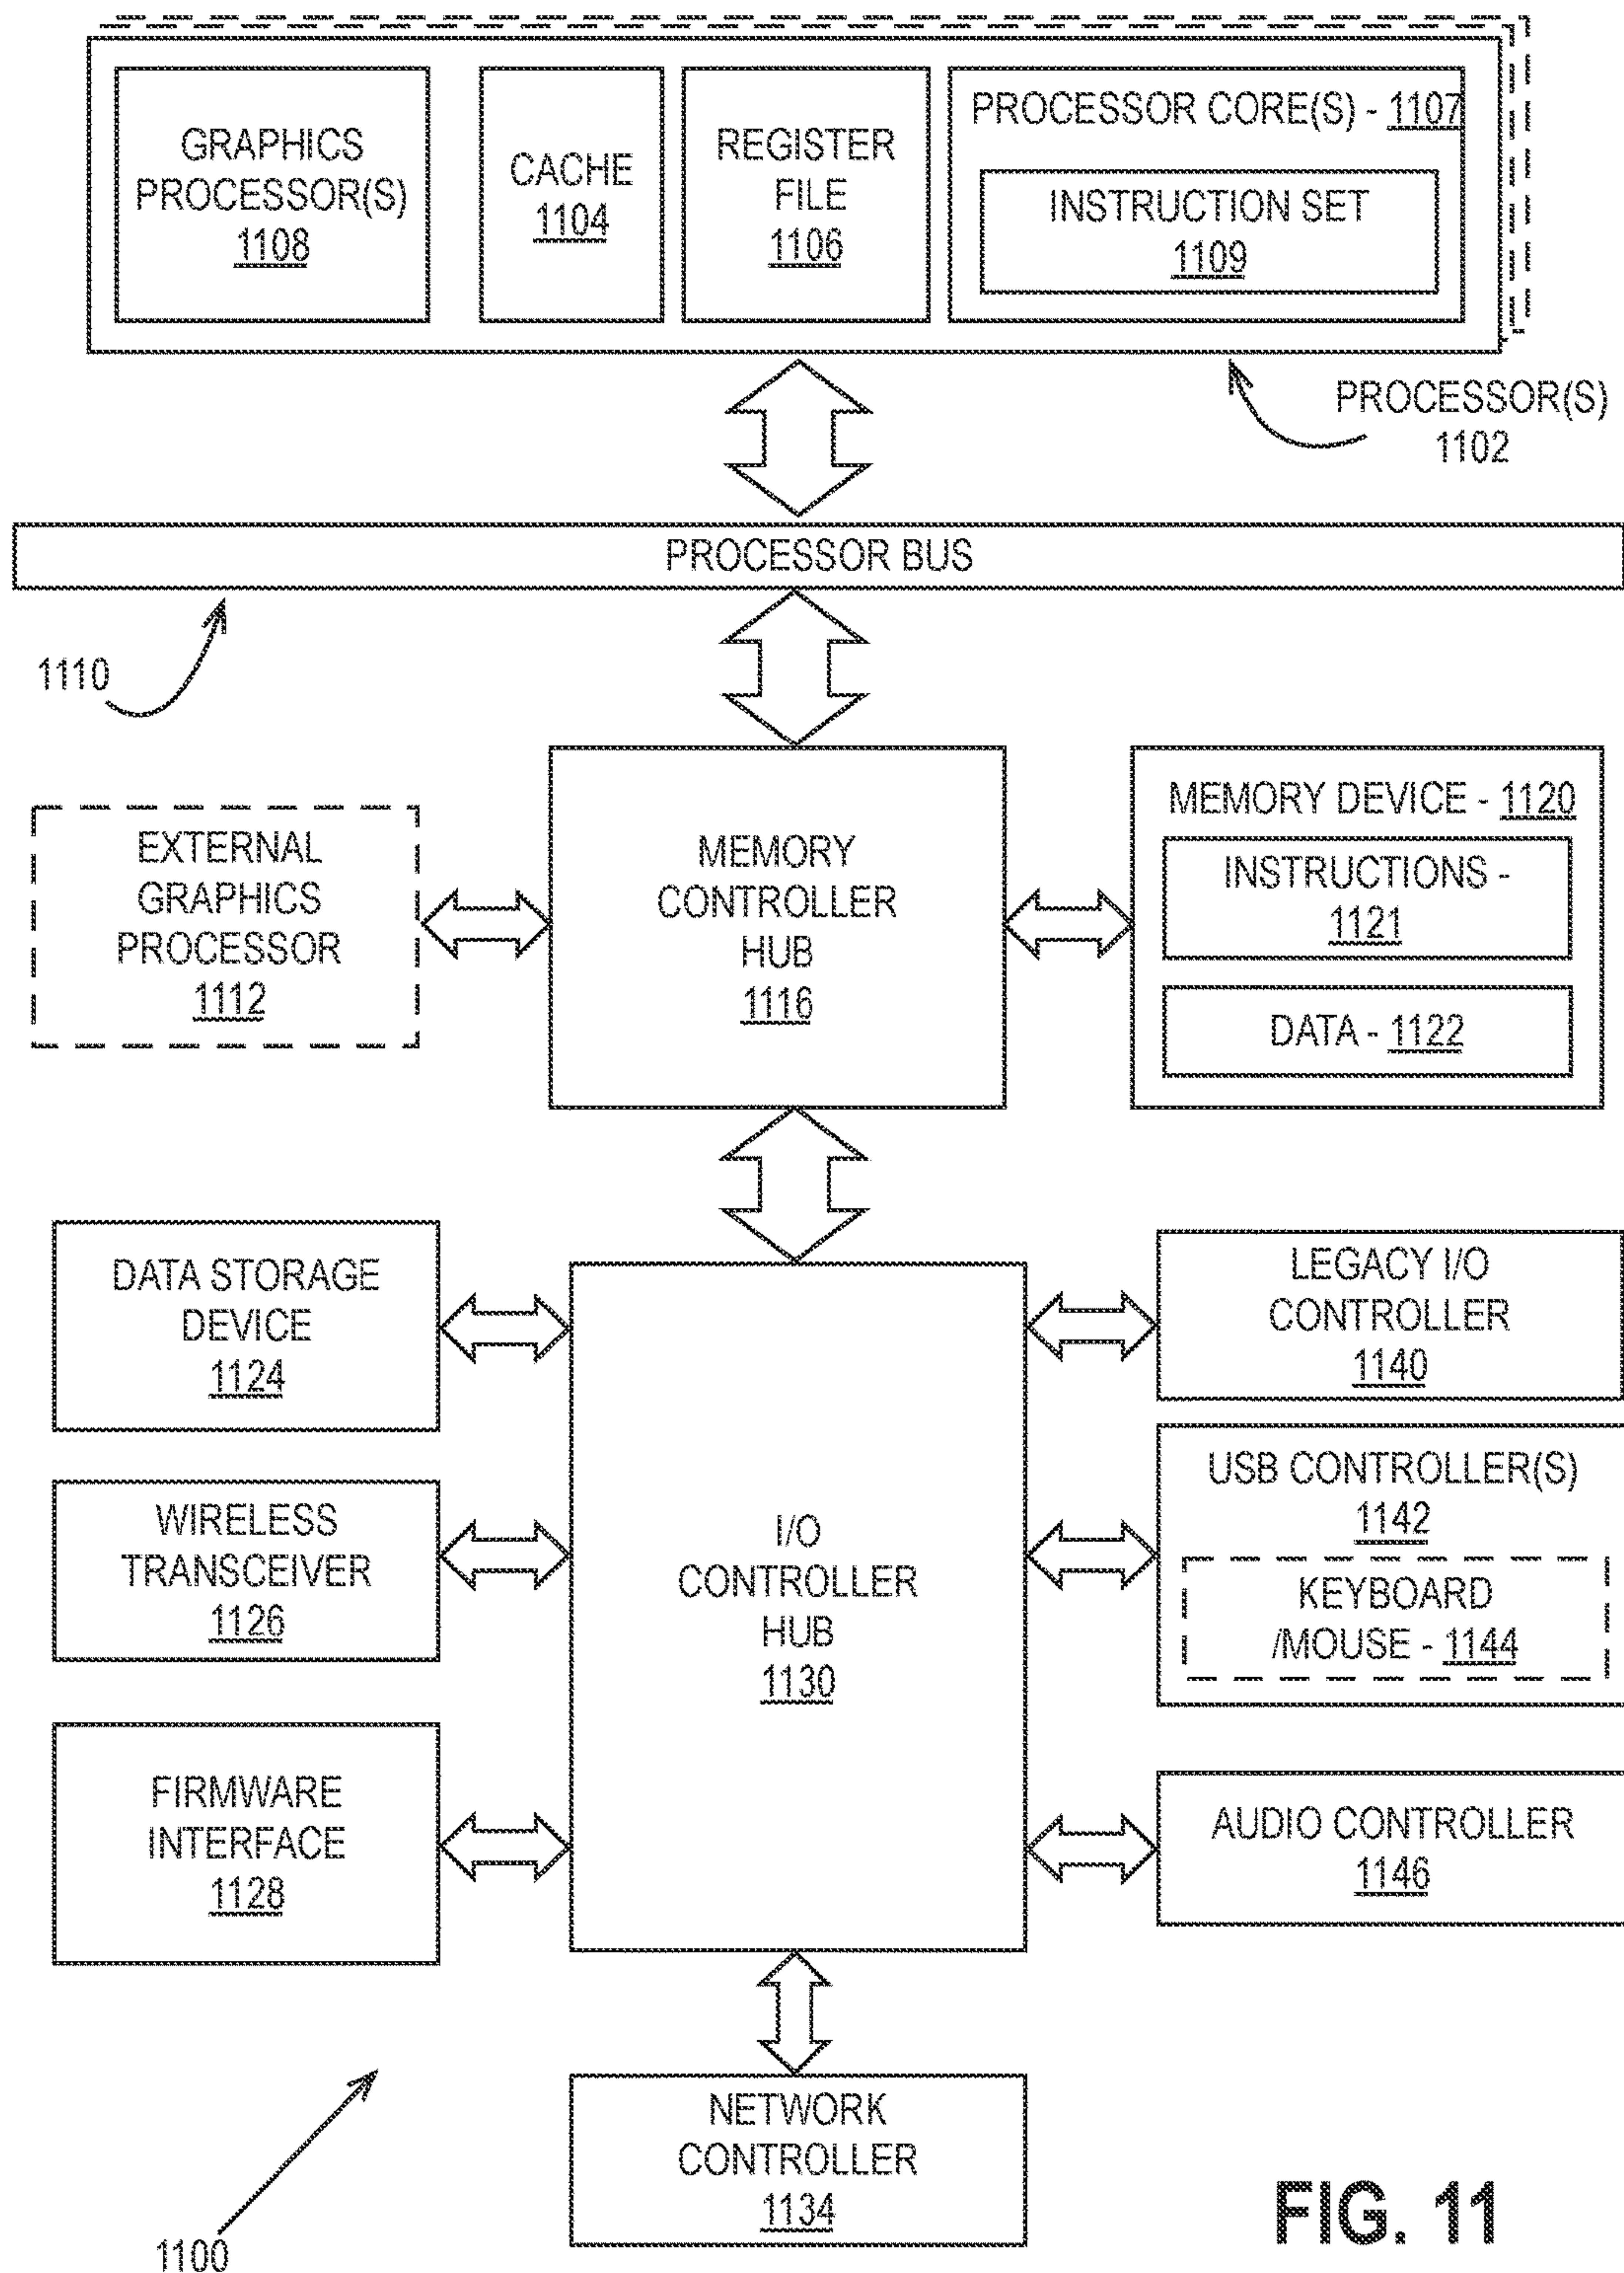 GRAPHICS
PROCESSOR(S)
1108
CACHE
1104
REGISTER
FILE
1106
PROCESSOR CORE(S) - 1107
INSTRUCTION SET
1109
PROCESSOR(S)
1102
PROCESSOR BUS
1110
EXTERNAL
GRAPHICS
PROCESSOR
1112
MEMORY
CONTROLLER
HUB
1116
MEMORY DEVICE - 1120
INSTRUCTIONS -
1121
DATA - 1122
DATA STORAGE
DEVICE
1124
WIRELESS
TRANSCEIVER
1126
FIRMWARE
INTERFACE
1128
I/O
CONTROLLER
HUB
1130
LEGACY I/O
CONTROLLER
1140
USB CONTROLLER(S)
1142
KEYBOARD
/MOUSE - 1144
AUDIO CONTROLLER
1146
NETWORK
CONTROLLER
1134
1100
FIG. 11